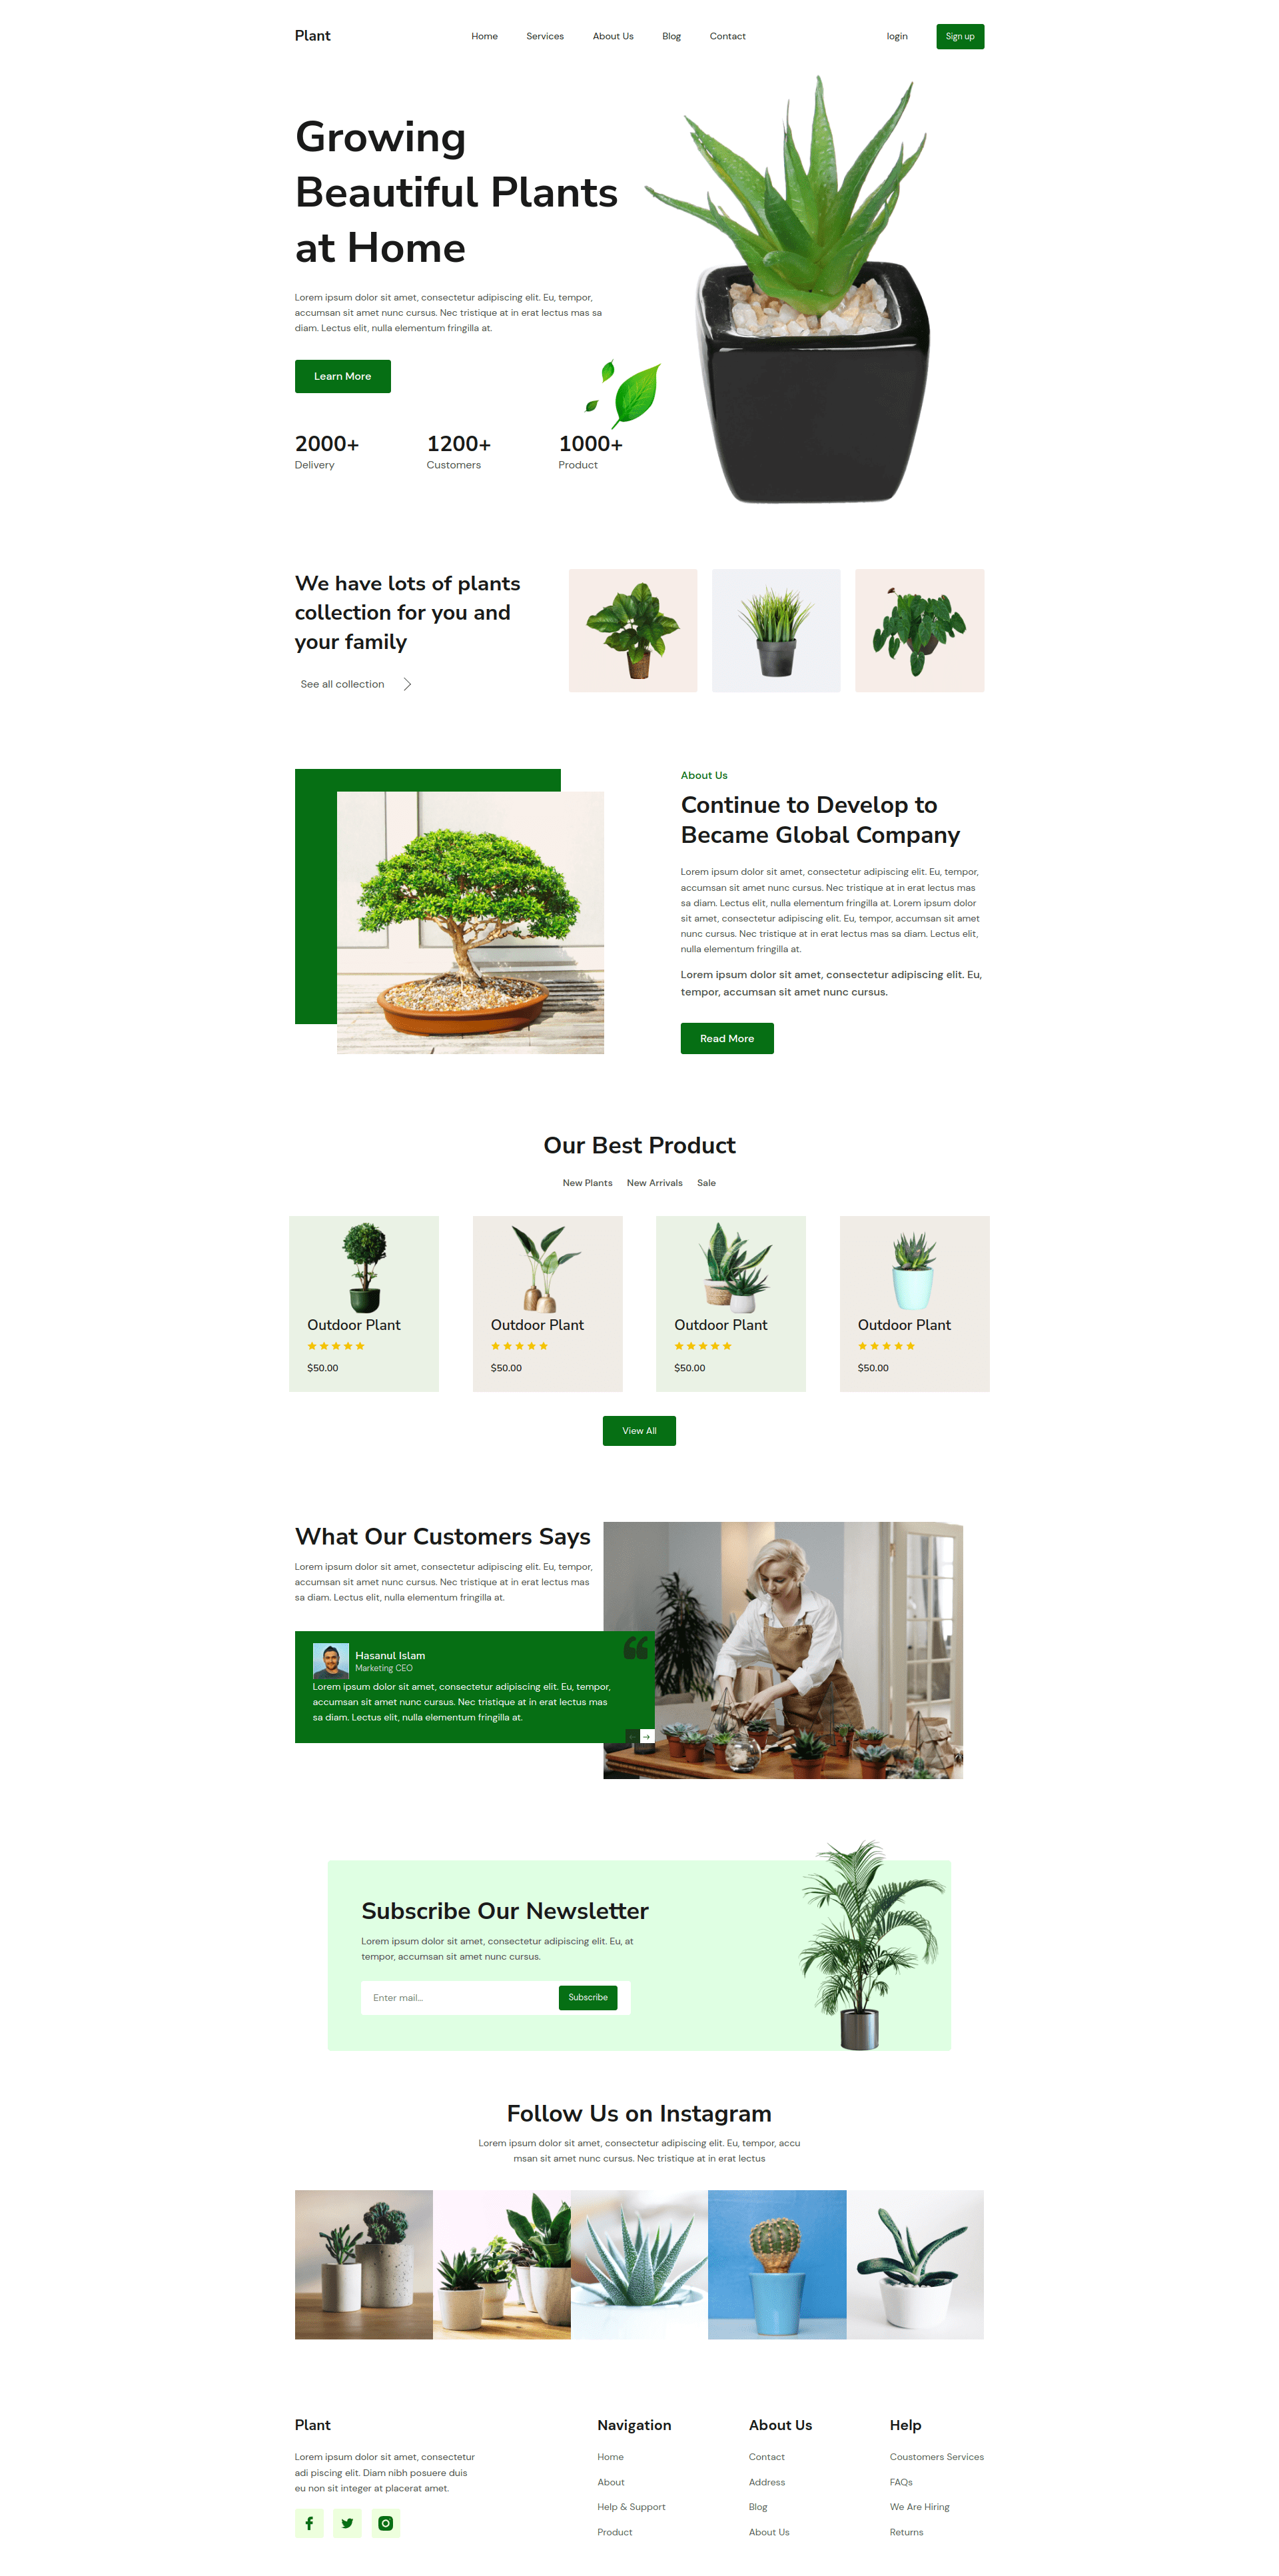 Plant
Home
Services
About Us
Blog
Contact
login
Sign up
Growing
Beautiful Plants
at Home
Lorem ipsum dolor sit amet, consectetur adipiscing elit. Eu, tempor,
accumsan sit amet nunc cursus. Nec tristique at in erat lectus mas sa
diam. Lectus elit, nulla elementum fringilla at.
Learn More
2000+
Delivery
1200+
Customers
1000+
Product
We have lots of plants
collection for you and
your family
See all collection
About Us
Continue to Develop to
Became Global Company
Lorem ipsum dolor sit amet, consectetur adipiscing elit. Eu, tempor,
accumsan sit amet nunc cursus. Nec tristique at in erat lectus mas
sa diam. Lectus elit, nulla elementum fringilla at. Lorem ipsum dolor
sit amet, consectetur adipiscing elit. Eu, tempor, accumsan sit amet
nunc cursus. Nec tristique at in erat lectus mas sa diam. Lectus elit,
nulla elementum fringilla at.
Lorem ipsum dolor sit amet, consectetur adipiscing elit. Eu,
tempor, accumsan sit amet nunc cursus.
Read More
Our Best Product
New Plants
New Arrivals
Sale
Outdoor Plant
$50.00
Outdoor Plant
$50.00
Outdoor Plant
$50.00
Outdoor Plant
$50.00
View All
What Our Customers Says
Lorem ipsum dolor sit amet, consectetur adipiscing elit. Eu, tempor,
accumsan sit amet nunc cursus. Nec tristique at in erat lectus mas
sa diam. Lectus elit, nulla elementum fringilla at.
Hasanul Islam
Marketing CEO
Lorem ipsum dolor sit amet, consectetur adipiscing elit. Eu, tempor,
accumsan sit amet nunc cursus. Nec tristique at in erat lectus mas
sa diam. Lectus elit, nulla elementum fringilla at.
Subscribe Our Newsletter
Lorem ipsum dolor sit amet, consectetur adipiscing elit. Eu, at
tempor, accumsan sit amet nunc cursus.
Enter mail...
Subscribe
Follow Us on Instagram
Lorem ipsum dolor sit amet, consectetur adipiscing elit. Eu, tempor, accu
msan sit amet nunc cursus. Nec tristique at in erat lectus
Plant
Lorem ipsum dolor sit amet, consectetur
adi piscing elit. Diam nibh posuere duis
eu non sit integer at placerat amet.
Navigation
Home
About
Help & Support
Product
About Us
Contact
Address
Blog
About Us
Help
Coustomers Services
FAQs
We Are Hiring
Returns